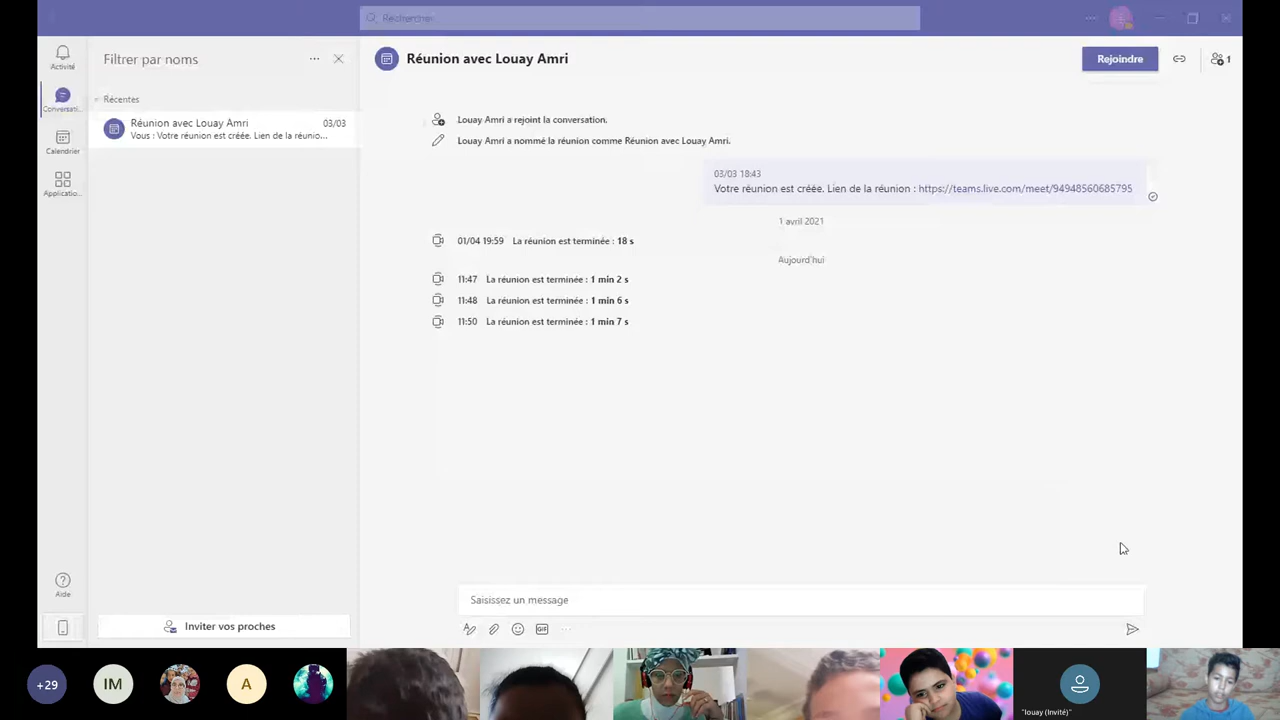 Rechercher
Activité
Conversati...
Calendrier
Applicatio...
Aide
Filtrer par noms
Récentes
Réunion avec Louay Amri 03/03
Vous : Votre réunion est créée. Lien de la réunio...
Inviter vos proches
Réunion avec Louay Amri
Rejoindre
1
Louay Amri a rejoint la conversation.
Louay Amri a nommé la réunion comme Réunion avec Louay Amri.
03/03 18:43
Votre réunion est créée. Lien de la réunion : https://teams.live.com/meet/94948560685795
1 avril 2021
01/04 19:59 La réunion est terminée : 18 s
Aujourd'hui
11:47 La réunion est terminée : 1 min 2 s
11:48 La réunion est terminée : 1 min 6 s
11:50 La réunion est terminée : 1 min 7 s
Saisissez un message
GIF
+29
IM
A
"louay (Invité)"